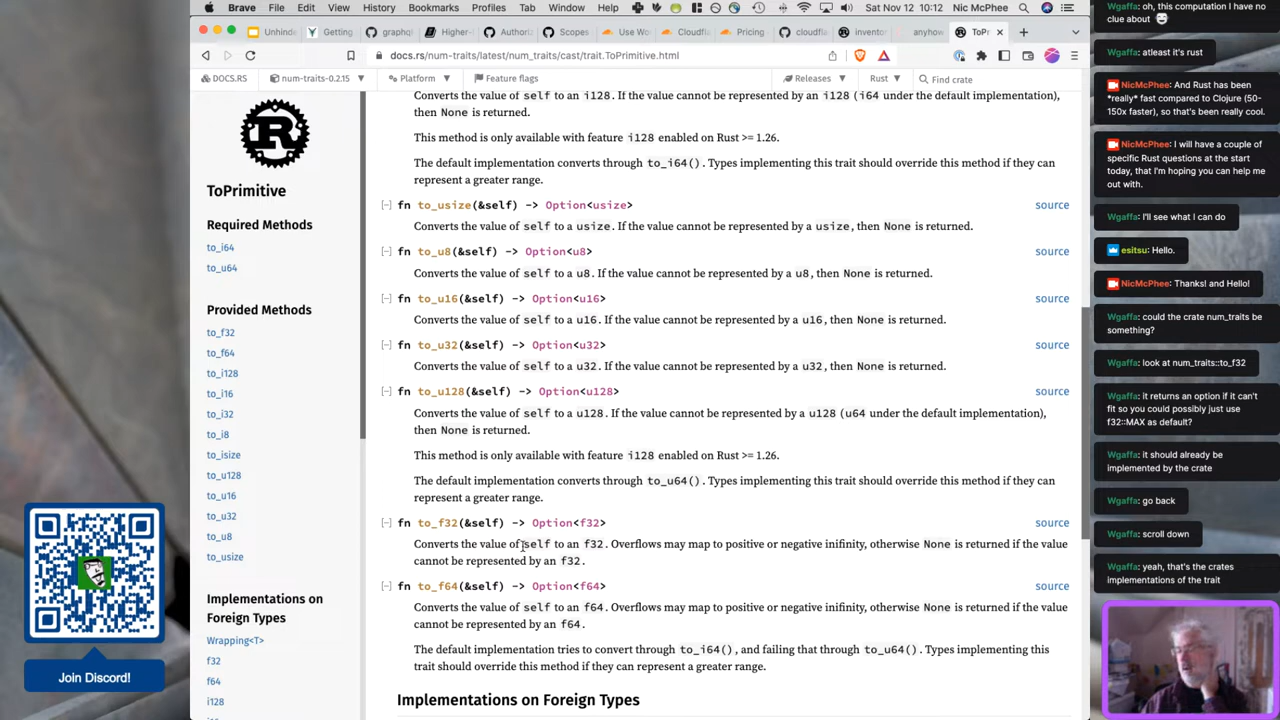 Brave File Edit View History Bookmarks Profiles Tab Window Help Sat Nov 12 10:12 Nic McPhee
Unhind Getting graphq Higher- Authori Scopes Use Wo Cloudfl Pricing cloudfl invento anyhow ToPri
docs.rs/num-traits/latest/num_traits/cast/trait.ToPrimitive.html
DOCS.RS num-traits-0.2.15 Platform Feature flags Releases Rust Find crate
ToPrimitive
Required Methods
to_i64
to_u64
Provided Methods
to_f32
to_f64
to_i128
to_i16
to_i32
to_i8
to_isize
to_u128
to_u16
to_u32
to_u8
to_usize
Implementations on
Foreign Types
Wrapping<T>
f32
f64
i128
Converts the value of self to an i128. If the value cannot be represented by an i128 (i64 under the default implementation),
then None is returned.
This method is only available with feature i128 enabled on Rust >= 1.26.
The default implementation converts through to_i64(). Types implementing this trait should override this method if they can
represent a greater range.
[-] fn to_usize(&self) -> Option<usize> source
Converts the value of self to a usize. If the value cannot be represented by a usize, then None is returned.
[-] fn to_u8(&self) -> Option<u8> source
Converts the value of self to a u8. If the value cannot be represented by a u8, then None is returned.
[-] fn to_u16(&self) -> Option<u16> source
Converts the value of self to a u16. If the value cannot be represented by a u16, then None is returned.
[-] fn to_u32(&self) -> Option<u32> source
Converts the value of self to a u32. If the value cannot be represented by a u32, then None is returned.
[-] fn to_u128(&self) -> Option<u128> source
Converts the value of self to a u128. If the value cannot be represented by a u128 (u64 under the default implementation),
then None is returned.
This method is only available with feature i128 enabled on Rust >= 1.26.
The default implementation converts through to_u64(). Types implementing this trait should override this method if they can
represent a greater range.
[-] fn to_f32(&self) -> Option<f32> source
Converts the value of self to an f32. Overflows may map to positive or negative inifinity, otherwise None is returned if the value
cannot be represented by an f32.
[-] fn to_f64(&self) -> Option<f64> source
Converts the value of self to an f64. Overflows may map to positive or negative inifinity, otherwise None is returned if the value
cannot be represented by an f64.
The default implementation tries to convert through to_i64(), and failing that through to_u64(). Types implementing this
trait should override this method if they can represent a greater range.
Implementations on Foreign Types
Join Discord!
Wgaffa: oh, this computation I have no
clue about
Wgaffa: atleast it's rust
NicMcPhee: And Rust has been
*really* fast compared to Clojure (50-
150x faster), so that's been really cool.
NicMcPhee: I will have a couple of
specific Rust questions at the start
today, that I'm hoping you can help me
out with.
Wgaffa: I'll see what I can do
esitsu: Hello.
NicMcPhee: Thanks! and Hello!
Wgaffa: could the crate num_traits be
something?
Wgaffa: look at num_traits::to_f32
Wgaffa: it returns an option if it can't
fit so you could possibly just use
f32::MAX as default?
Wgaffa: it should already be
implemented by the crate
Wgaffa: go back
Wgaffa: scroll down
Wgaffa: yeah, that's the crates
implementations of the trait